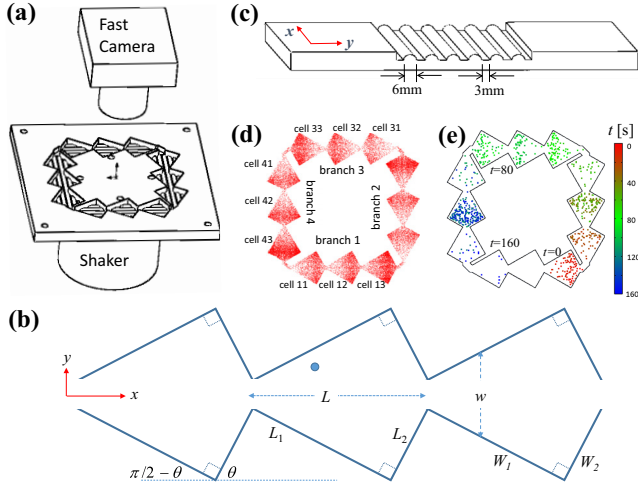 (a)
Fast
Camera
Shaker
(c)
x
y
6mm
3mm
(d)
cell 33
cell 32
cell 31
cell 41
branch 3
cell 42
branch 4
branch 2
cell 43
branch 1
cell 11
cell 12
cell 13
(e)
t [s]
0
40
80
120
160
t=80
t=160
t=0
(b)
y
x
L
w
L1
L2
W1
W2
π/2 − θ
θ